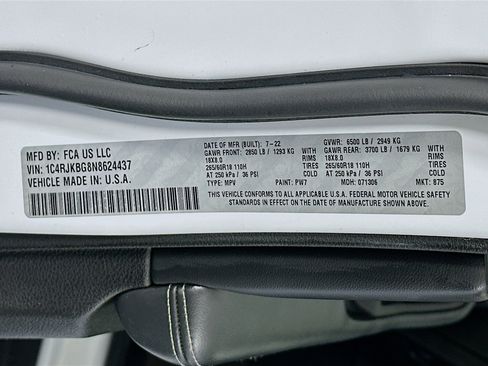 MFD BY: FCA US LLC
VIN: 1C4RJKBG8N8624437
VEHICLE MADE IN: U.S.A.
DATE OF MFR (BUILT): 7-22 GVWR: 6500 LB / 2949 KG
GAWR FRONT: 2850 LB / 1293 KG GAWR REAR: 3700 LB / 1679 KG
18X8.0 RIMS 18X8.0 RIMS
265/60R18 110H TIRES 265/60R18 110H TIRES
AT 250 kPa / 36 PSI COLD AT 250 kPa / 36 PSI COLD
TYPE: MPV PAINT: PW7 MDH: 071306 MKT: 875
THIS VEHICLE CONFORMS TO ALL APPLICABLE U.S.A. FEDERAL MOTOR VEHICLE SAFETY
STANDARDS IN EFFECT ON THE DATE OF MANUFACTURE SHOWN ABOVE.